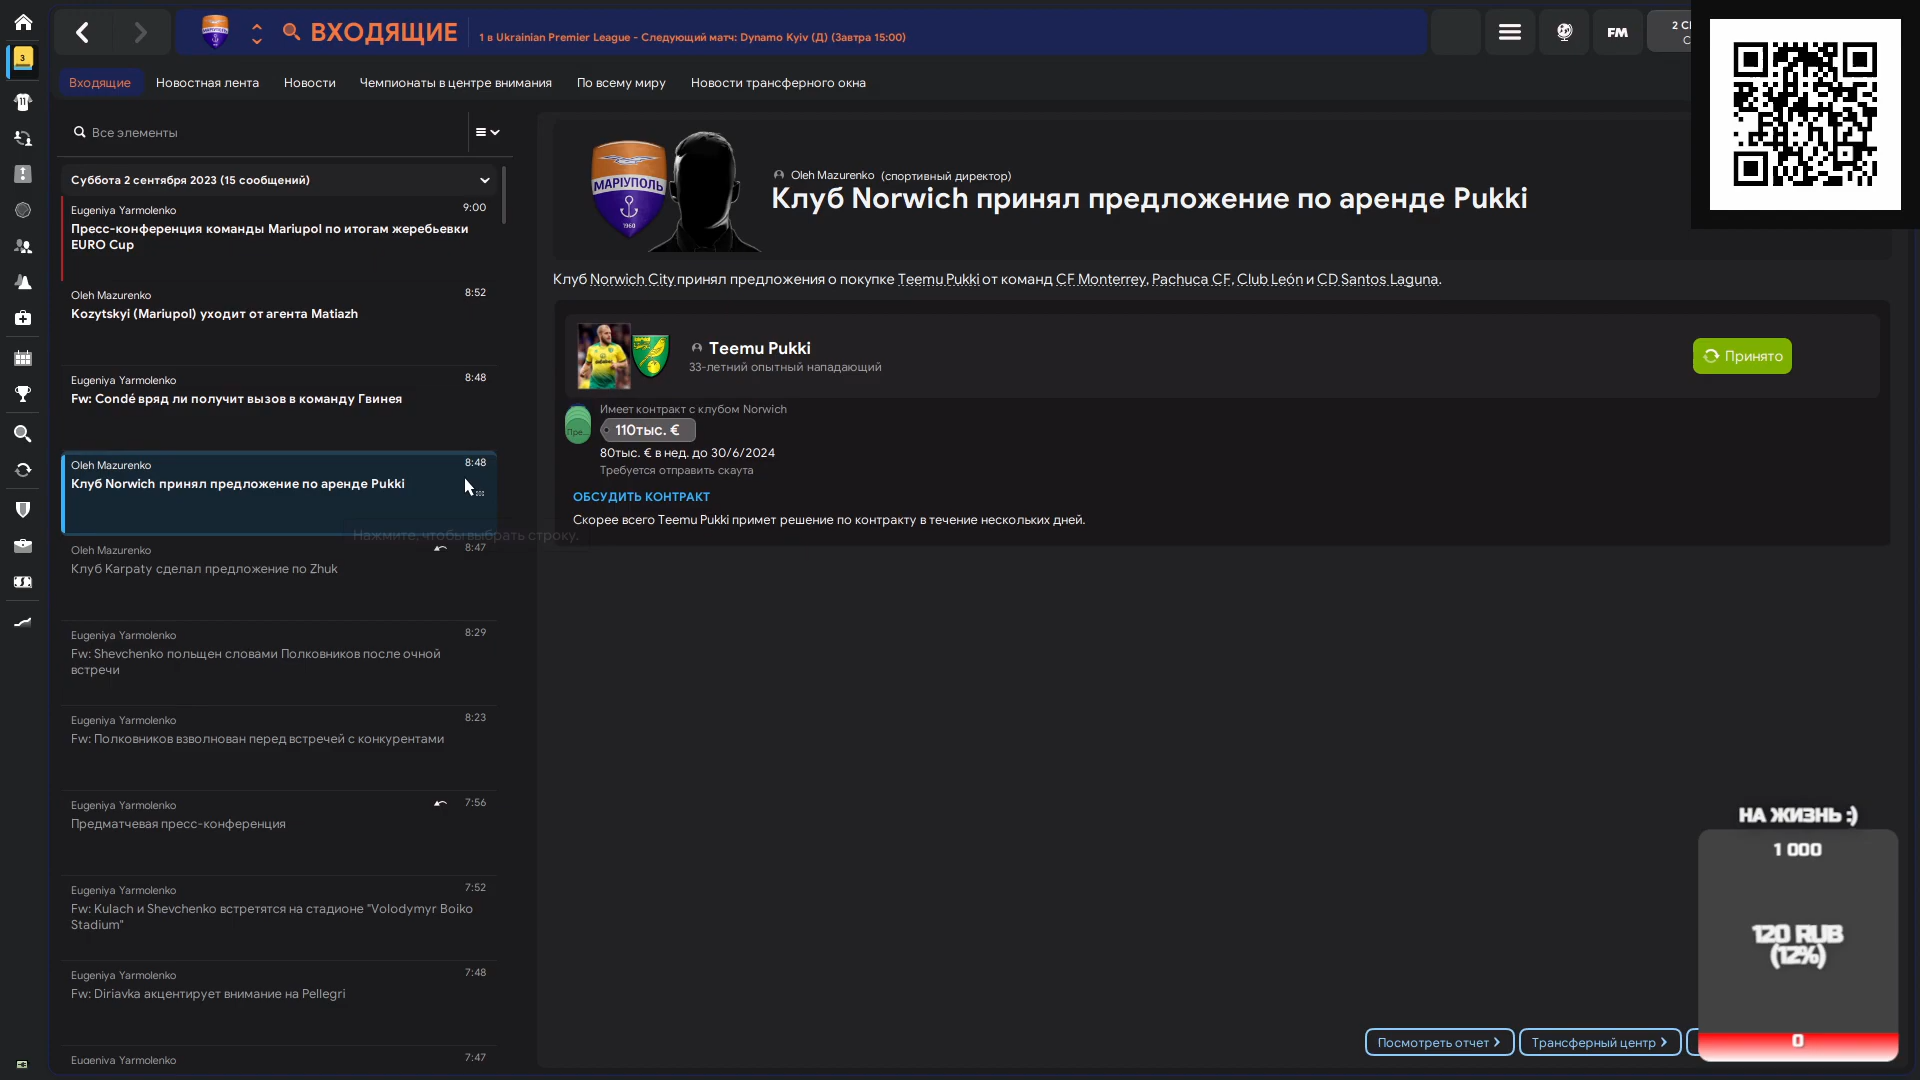 3
ВХОДЯЩИЕ
1 в Ukrainian Premier League - Следующий матч: Dynamo Kyiv (Д) (Завтра 15:00)
FM
Входящие
Новостная лента
Новости
Чемпионаты в центре внимания
По всему миру
Новости трансферного окна
Все элементы
Суббота 2 сентября 2023 (15 сообщений)
Eugeniya Yarmolenko 9:00
Пресс-конференция команды Mariupol по итогам жеребьевки
EURO Cup
Oleh Mazurenko 8:52
Kozytskyi (Mariupol) уходит от агента Matiazh
Eugeniya Yarmolenko 8:48
Fw: Condé вряд ли получит вызов в команду Гвинея
Oleh Mazurenko 8:48
Клуб Norwich принял предложение по аренде Pukki
Нажмите, чтобы выбрать строку.
Oleh Mazurenko 8:47
Клуб Karpaty сделал предложение по Zhuk
Eugeniya Yarmolenko 8:29
Fw: Shevchenko польщен словами Полковников после очной
встречи
Eugeniya Yarmolenko 8:23
Fw: Полковников взволнован перед встречей с конкурентами
Eugeniya Yarmolenko 7:56
Предматчевая пресс-конференция
Eugeniya Yarmolenko 7:52
Fw: Kulach и Shevchenko встретятся на стадионе "Volodymyr Boiko
Stadium"
Eugeniya Yarmolenko 7:48
Fw: Diriavka акцентирует внимание на Pellegri
Eugeniya Yarmolenko 7:47
МАРІУПОЛЬ
1960
Oleh Mazurenko (спортивный директор)
Клуб Norwich принял предложение по аренде Pukki
Клуб Norwich City принял предложения о покупке Teemu Pukki от команд CF Monterrey, Pachuca CF, Club León и CD Santos Laguna.
Teemu Pukki
33-летний опытный нападающий
Принято
Имеет контракт с клубом Norwich
Пре...
110тыс. €
80тыс. € в нед. до 30/6/2024
Требуется отправить скаута
ОБСУДИТЬ КОНТРАКТ
Скорее всего Teemu Pukki примет решение по контракту в течение нескольких дней.
НА ЖИЗНЬ :)
1 000
120 RUB
(12%)
0
Посмотреть отчет
Трансферный центр